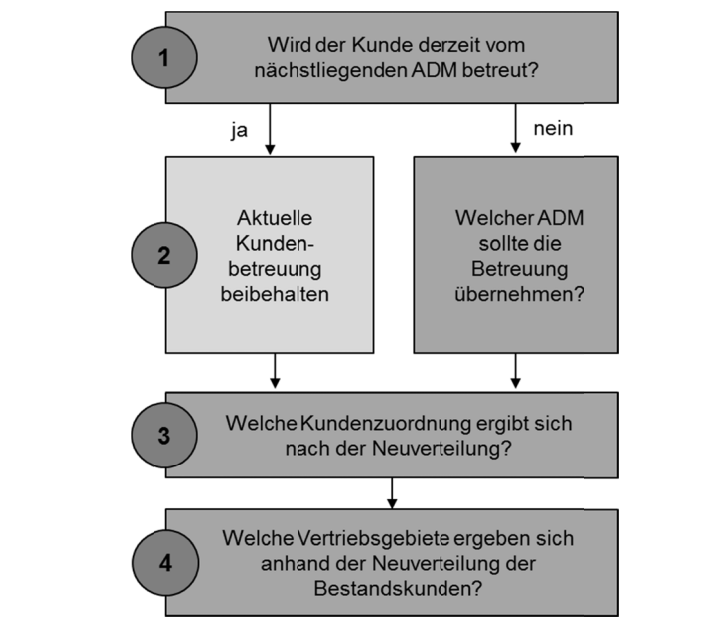 1
Wird der Kunde derzeit vom
nächstliegenden ADM betreut?
ja
nein
2
Aktuelle
Kunden-
betreuung
beibehalten
Welcher ADM
sollte die
Betreuung
übernehmen?
3
Welche Kundenzuordnung ergibt sich
nach der Neuverteilung?
4
Welche Vertriebsgebiete ergeben sich
anhand der Neuverteilung der
Bestandskunden?